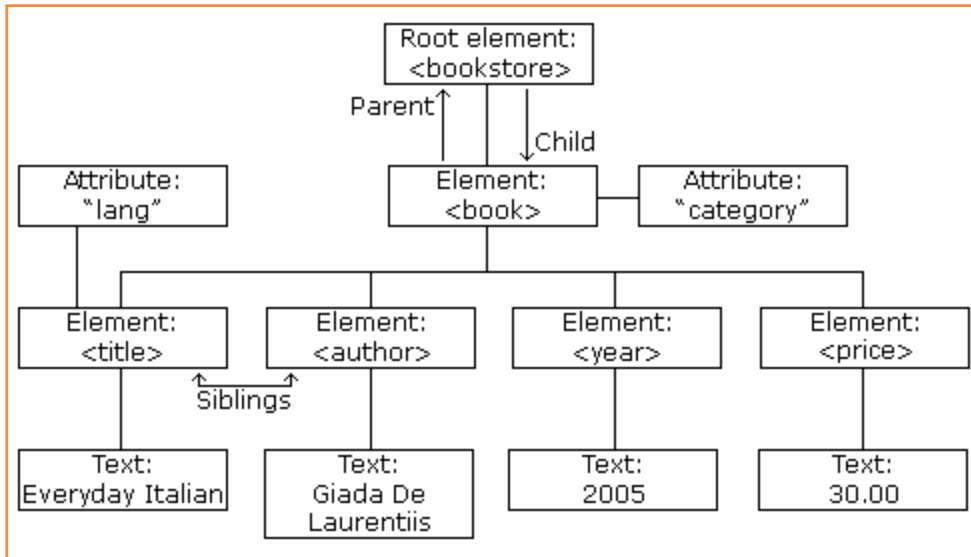 Root element:
<bookstore>
Parent
Child
Attribute:
"lang"
Element:
<book>
Attribute:
"category"
Element:
<title>
Element:
<author>
Element:
<year>
Element:
<price>
Siblings
Text:
Everyday Italian
Text:
Giada De
Laurentiis
Text:
2005
Text:
30.00